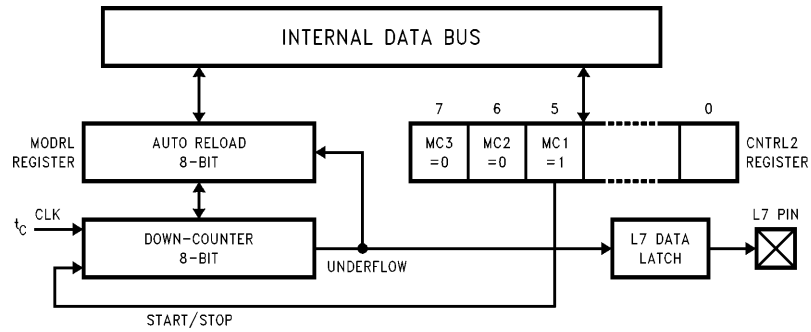 INTERNAL DATA BUS
7 6 5 0
MODRL
REGISTER
AUTO RELOAD
8-BIT
MC3
=0
MC2
=0
MC1
=1
CNTRL2
REGISTER
tC CLK
DOWN-COUNTER
8-BIT
UNDERFLOW
L7 DATA
LATCH
L7 PIN
START/STOP